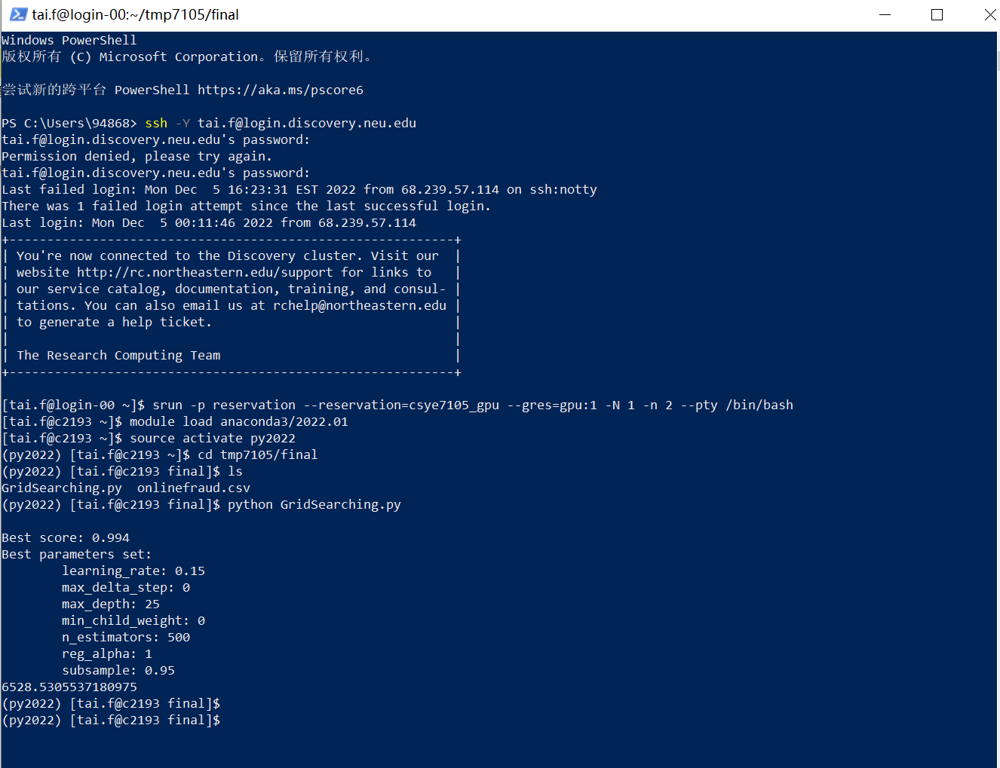 tai.f@login-00:~/tmp7105/final
Windows PowerShell
版权所有 (C) Microsoft Corporation。保留所有权利。
尝试新的跨平台 PowerShell https://aka.ms/pscore6
PS C:\Users\94868> ssh -Y tai.f@login.discovery.neu.edu
tai.f@login.discovery.neu.edu's password:
Permission denied, please try again.
tai.f@login.discovery.neu.edu's password:
Last failed login: Mon Dec  5 16:23:31 EST 2022 from 68.239.57.114 on ssh:notty
There was 1 failed login attempt since the last successful login.
Last login: Mon Dec  5 00:11:46 2022 from 68.239.57.114
+-----------------------------------------------------------+
| You're now connected to the Discovery cluster. Visit our  |
| website http://rc.northeastern.edu/support for links to   |
| our service catalog, documentation, training, and consul- |
| tations. You can also email us at rchelp@northeastern.edu |
| to generate a help ticket.                                |
|                                                           |
| The Research Computing Team                               |
+-----------------------------------------------------------+
[tai.f@login-00 ~]$ srun -p reservation --reservation=csye7105_gpu --gres=gpu:1 -N 1 -n 2 --pty /bin/bash
[tai.f@c2193 ~]$ module load anaconda3/2022.01
[tai.f@c2193 ~]$ source activate py2022
(py2022) [tai.f@c2193 ~]$ cd tmp7105/final
(py2022) [tai.f@c2193 final]$ ls
GridSearching.py  onlinefraud.csv
(py2022) [tai.f@c2193 final]$ python GridSearching.py
Best score: 0.994
Best parameters set:
        learning_rate: 0.15
        max_delta_step: 0
        max_depth: 25
        min_child_weight: 0
        n_estimators: 500
        reg_alpha: 1
        subsample: 0.95
6528.5305537180975
(py2022) [tai.f@c2193 final]$
(py2022) [tai.f@c2193 final]$